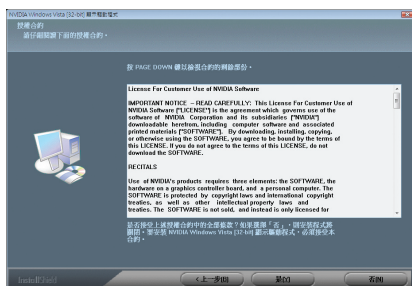 NVIDIA Windows Vista (32-bit) 顯示驅動程式
授權合約
請仔細閱讀下面的授權合約。
按 PAGE DOWN 鍵以檢視合約的剩餘部份。
License For Customer Use of NVIDIA Software
IMPORTANT NOTICE -- READ CAREFULLY: This License For Customer Use of
NVIDIA Software ("LICENSE") is the agreement which governs use of the
software of NVIDIA Corporation and its subsidiaries ("NVIDIA")
downloadable herefrom, including computer software and associated
printed materials ("SOFTWARE"). By downloading, installing, copying,
or otherwise using the SOFTWARE, you agree to be bound by the terms of
this LICENSE. If you do not agree to the terms of this LICENSE, do not
download the SOFTWARE.
RECITALS
Use of NVIDIA's products requires three elements: the SOFTWARE, the
hardware on a graphics controller board, and a personal computer. The
SOFTWARE is protected by copyright laws and international copyright
treaties, as well as other intellectual property laws and
treaties. The SOFTWARE is not sold, and instead is only licensed for
是否接受上述授權合約中的全部條款？如果選擇「否」，則安裝程式將
關閉。要安裝 NVIDIA Windows Vista (32-bit) 顯示驅動程式，必須接受本
合約。
InstallShield
< 上一步(B)
是(Y)
否(N)